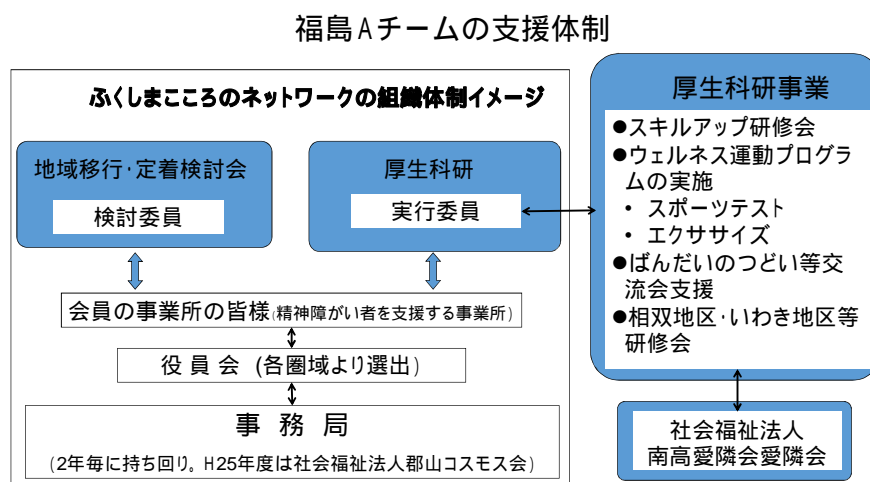 福島Aチームの支援体制
ふくしまこころのネットワークの組織体制イメージ
地域移行・定着検討会
検討委員
厚生科研
実行委員
会員の事業所の皆様(精神障がい者を支援する事業所)
役員会 (各圏域より選出)
事務局
(2年毎に持ち回り。H25年度は社会福祉法人郡山コスモス会)
厚生科研事業
●スキルアップ研修会
●ウェルネス運動プログラ
ムの実施
・ スポーツテスト
・ エクササイズ
●ばんだいのつどい等交
流会支援
●相双地区・いわき地区等
研修会
社会福祉法人
南高愛隣会愛隣会